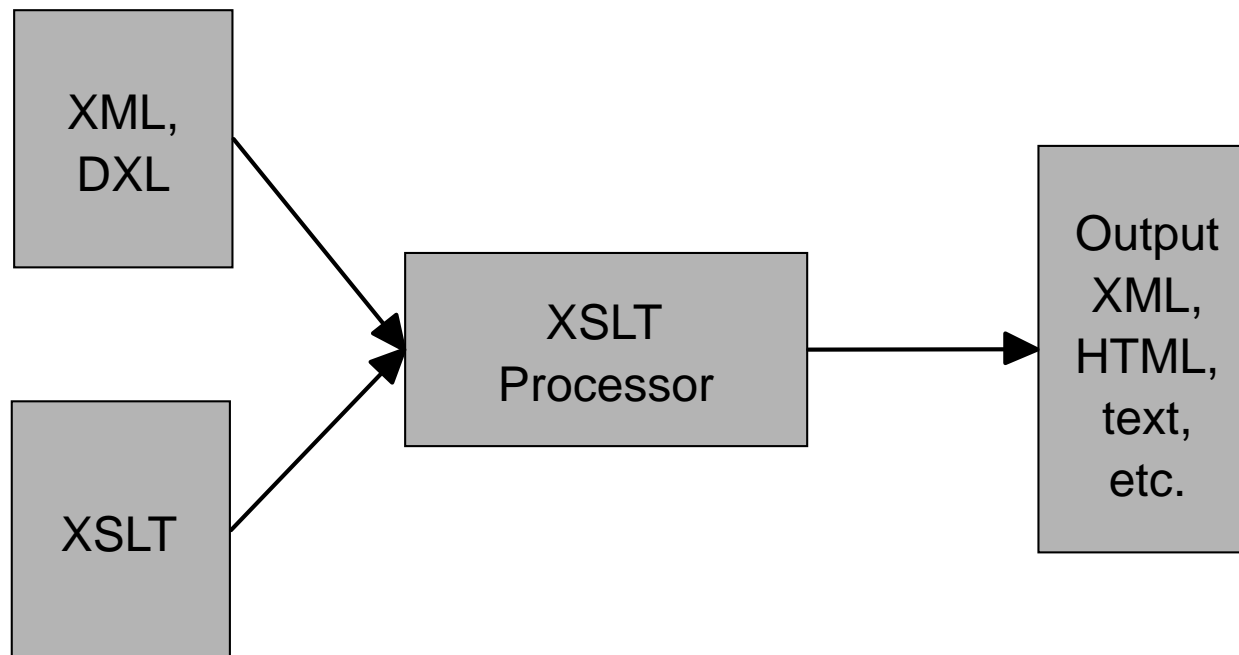 XML,
DXL
XSLT
XSLT
Processor
Output
XML,
HTML,
text,
etc.